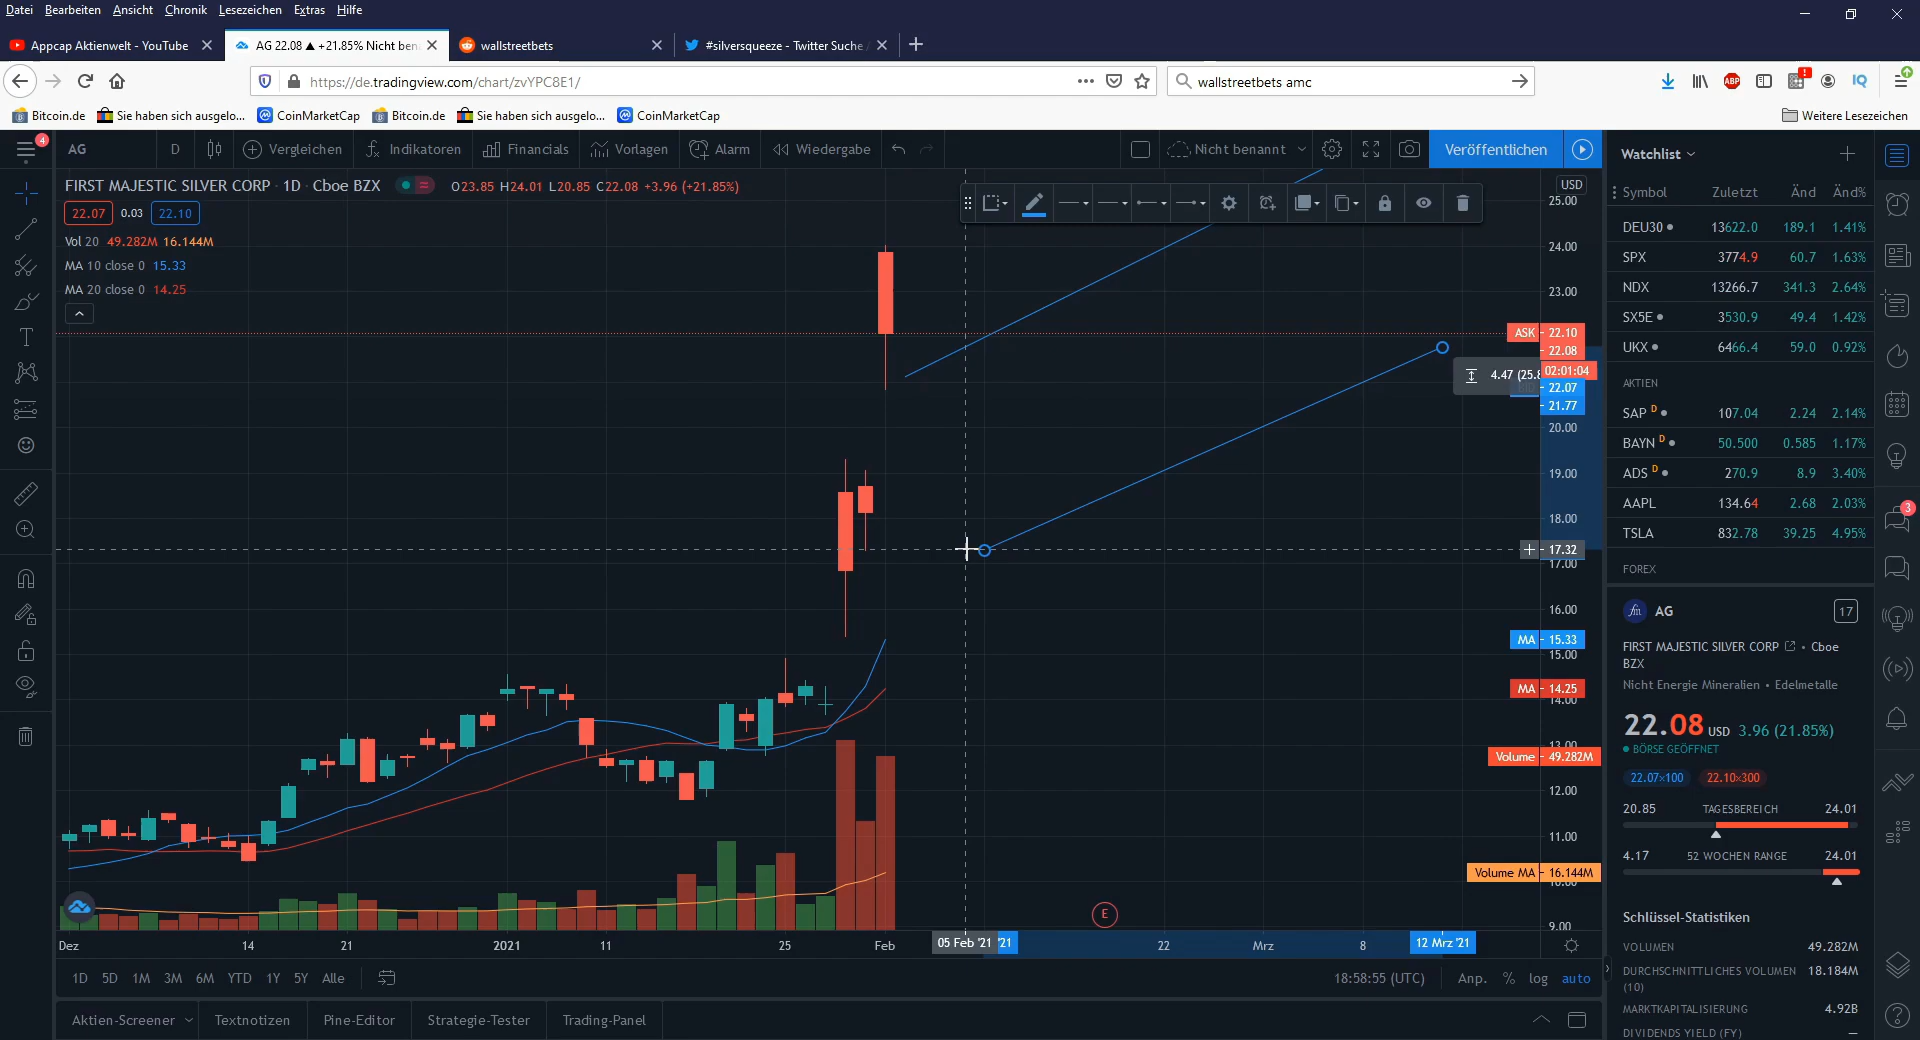 Datei Bearbeiten Ansicht Chronik Lesezeichen Extras Hilfe
Appcap Aktienwelt - YouTube
AG 22.08 ▲ +21.85% Nicht ben
wallstreetbets
#silversqueeze - Twitter Suche
https://de.tradingview.com/chart/zvYPC8E1/
wallstreetbets amc
ABP
IQ
Bitcoin.de
Sie haben sich ausgelo...
CoinMarketCap
Bitcoin.de
Sie haben sich ausgelo...
CoinMarketCap
Weitere Lesezeichen
4
AG
D
Vergleichen
Indikatoren
Financials
Vorlagen
Alarm
Wiedergabe
Nicht benannt
Veröffentlichen
FIRST MAJESTIC SILVER CORP · 1D · Cboe BZX
O23.85 H24.01 L20.85 C22.08 +3.96 (+21.85%)
22.07 0.03 22.10
Vol 20 49.282M 16.144M
MA 10 close 0 15.33
MA 20 close 0 14.25
USD
25.00
24.00
23.00
ASK 22.10
22.08
02:01:04
4.47 (25.8
22.07
21.77
20.00
19.00
18.00
17.32
17.00
16.00
MA 15.33
15.00
MA 14.25
14.00
13.00
Volume 49.282M
12.00
11.00
Volume MA 16.144M
10.00
9.00
E
Dez 14 21 2021 11 25 Feb 05 Feb '21 '21 22 Mrz 8 12 Mrz '21
1D 5D 1M 3M 6M YTD 1Y 5Y Alle
18:58:55 (UTC) Anp. % log auto
Aktien-Screener Textnotizen Pine-Editor Strategie-Tester Trading-Panel
Watchlist
Symbol Zuletzt Änd Änd%
DEU30 13622.0 189.1 1.41%
SPX 3774.9 60.7 1.63%
NDX 13266.7 341.3 2.64%
SX5E 3530.9 49.4 1.42%
UKX 6466.4 59.0 0.92%
AKTIEN
SAP D 107.04 2.24 2.14%
BAYN D 50.500 0.585 1.17%
ADS D 270.9 8.9 3.40%
AAPL 134.64 2.68 2.03%
TSLA 832.78 39.25 4.95%
FOREX
3
fm AG 17
FIRST MAJESTIC SILVER CORP • Cboe
BZX
Nicht Energie Mineralien • Edelmetalle
22.08 USD 3.96 (21.85%)
BÖRSE GEÖFFNET
22.07×100 22.10×300
20.85 TAGESBEREICH 24.01
4.17 52 WOCHEN RANGE 24.01
Schlüssel-Statistiken
VOLUMEN 49.282M
DURCHSCHNITTLICHES VOLUMEN 18.184M
(10)
MARKTKAPITALISIERUNG 4.92B
DIVIDENDS YIELD (FY) —